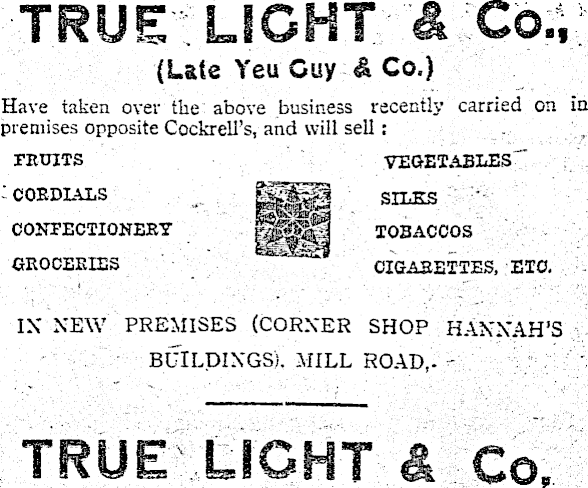 TRUE LIGHT & Co.,
(Late Yeu Guy & Co.)
Have taken over the above business recently carried on in
premises opposite Cockrell's, and will sell :
FRUITS
CORDIALS
CONFECTIONERY
GROCERIES
VEGETABLES
SILKS
TOBACCOS
CIGARETTES, ETC.
IN NEW PREMISES (CORNER SHOP HANNAH'S
BUILDINGS). MILL ROAD,
TRUE LIGHT & Co,